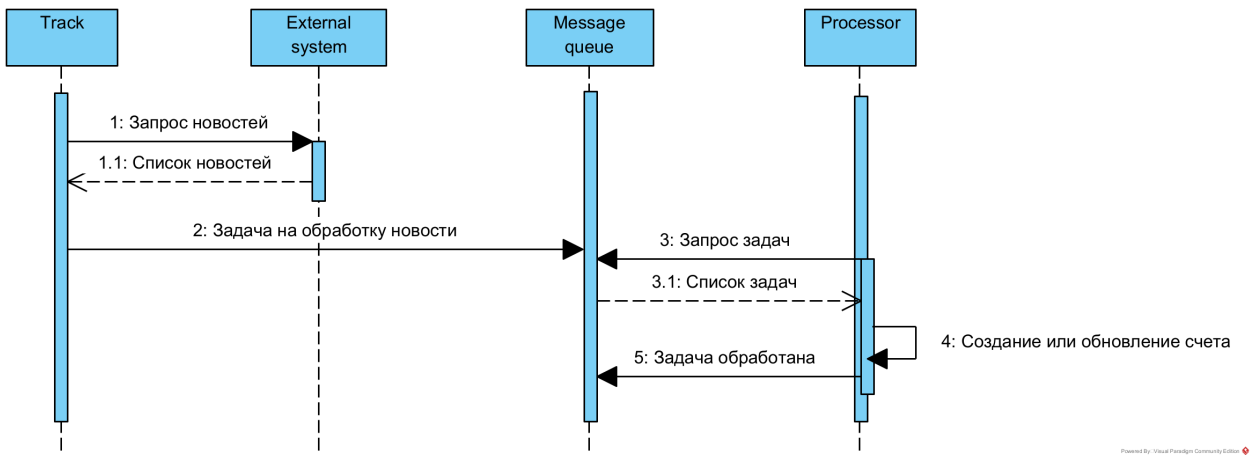 Track
External
system
Message
queue
Processor
1: Запрос новостей
1.1: Список новостей
2: Задача на обработку новости
3: Запрос задач
3.1: Список задач
4: Создание или обновление счета
5: Задача обработана
Powered By Visual Paradigm Community Edition